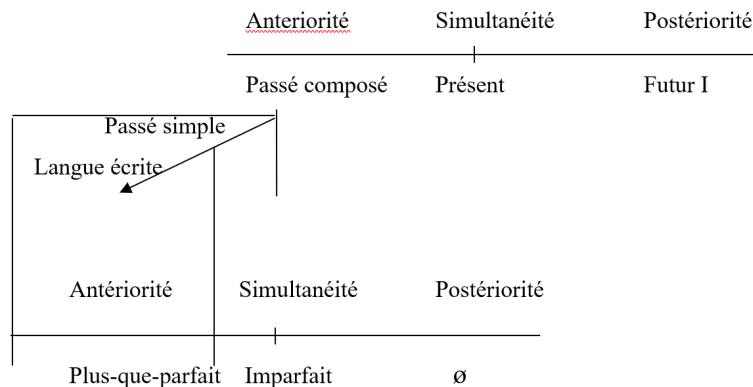 Anteriorité Simultanéité Postériorité
Passé composé Présent Futur I
Passé simple
Langue écrite
Antériorité Simultanéité Postériorité
Plus-que-parfait Imparfait ø